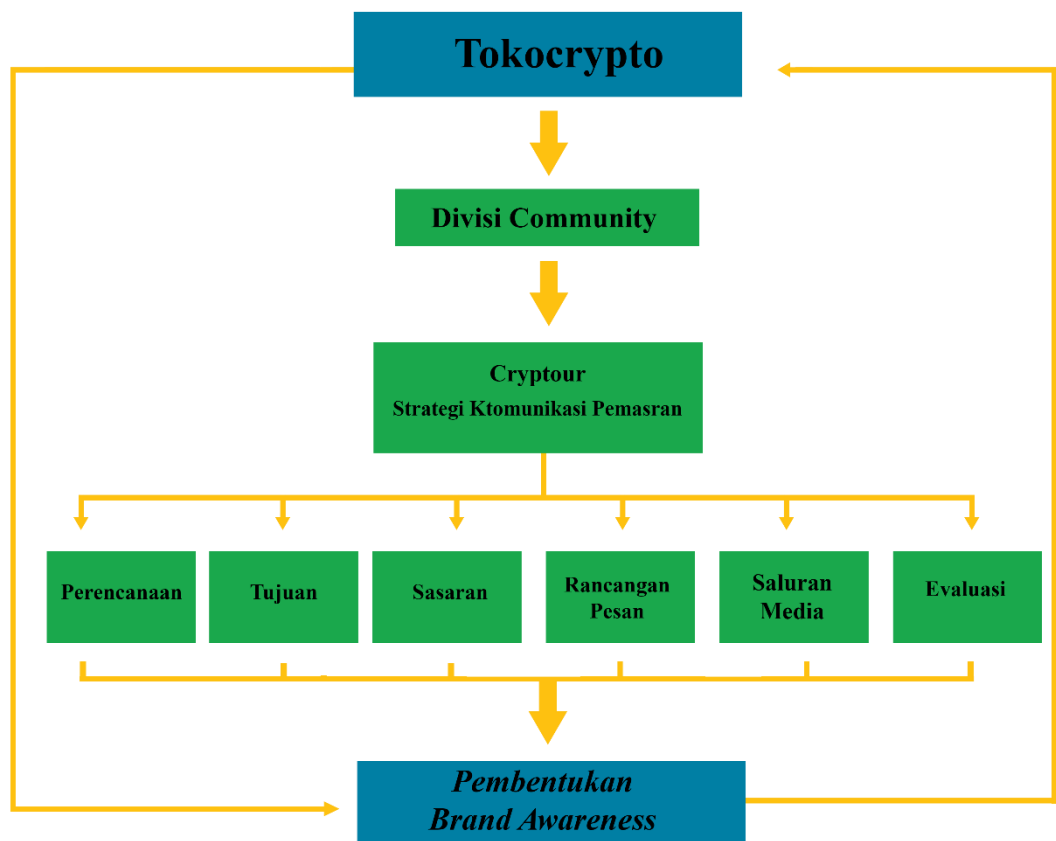 Tokocrypto
Divisi Community
Cryptour
Strategi Ktomunikasi Pemasran
Perencanaan
Tujuan
Sasaran
Rancangan
Pesan
Saluran
Media
Evaluasi
Pembentukan
Brand Awareness